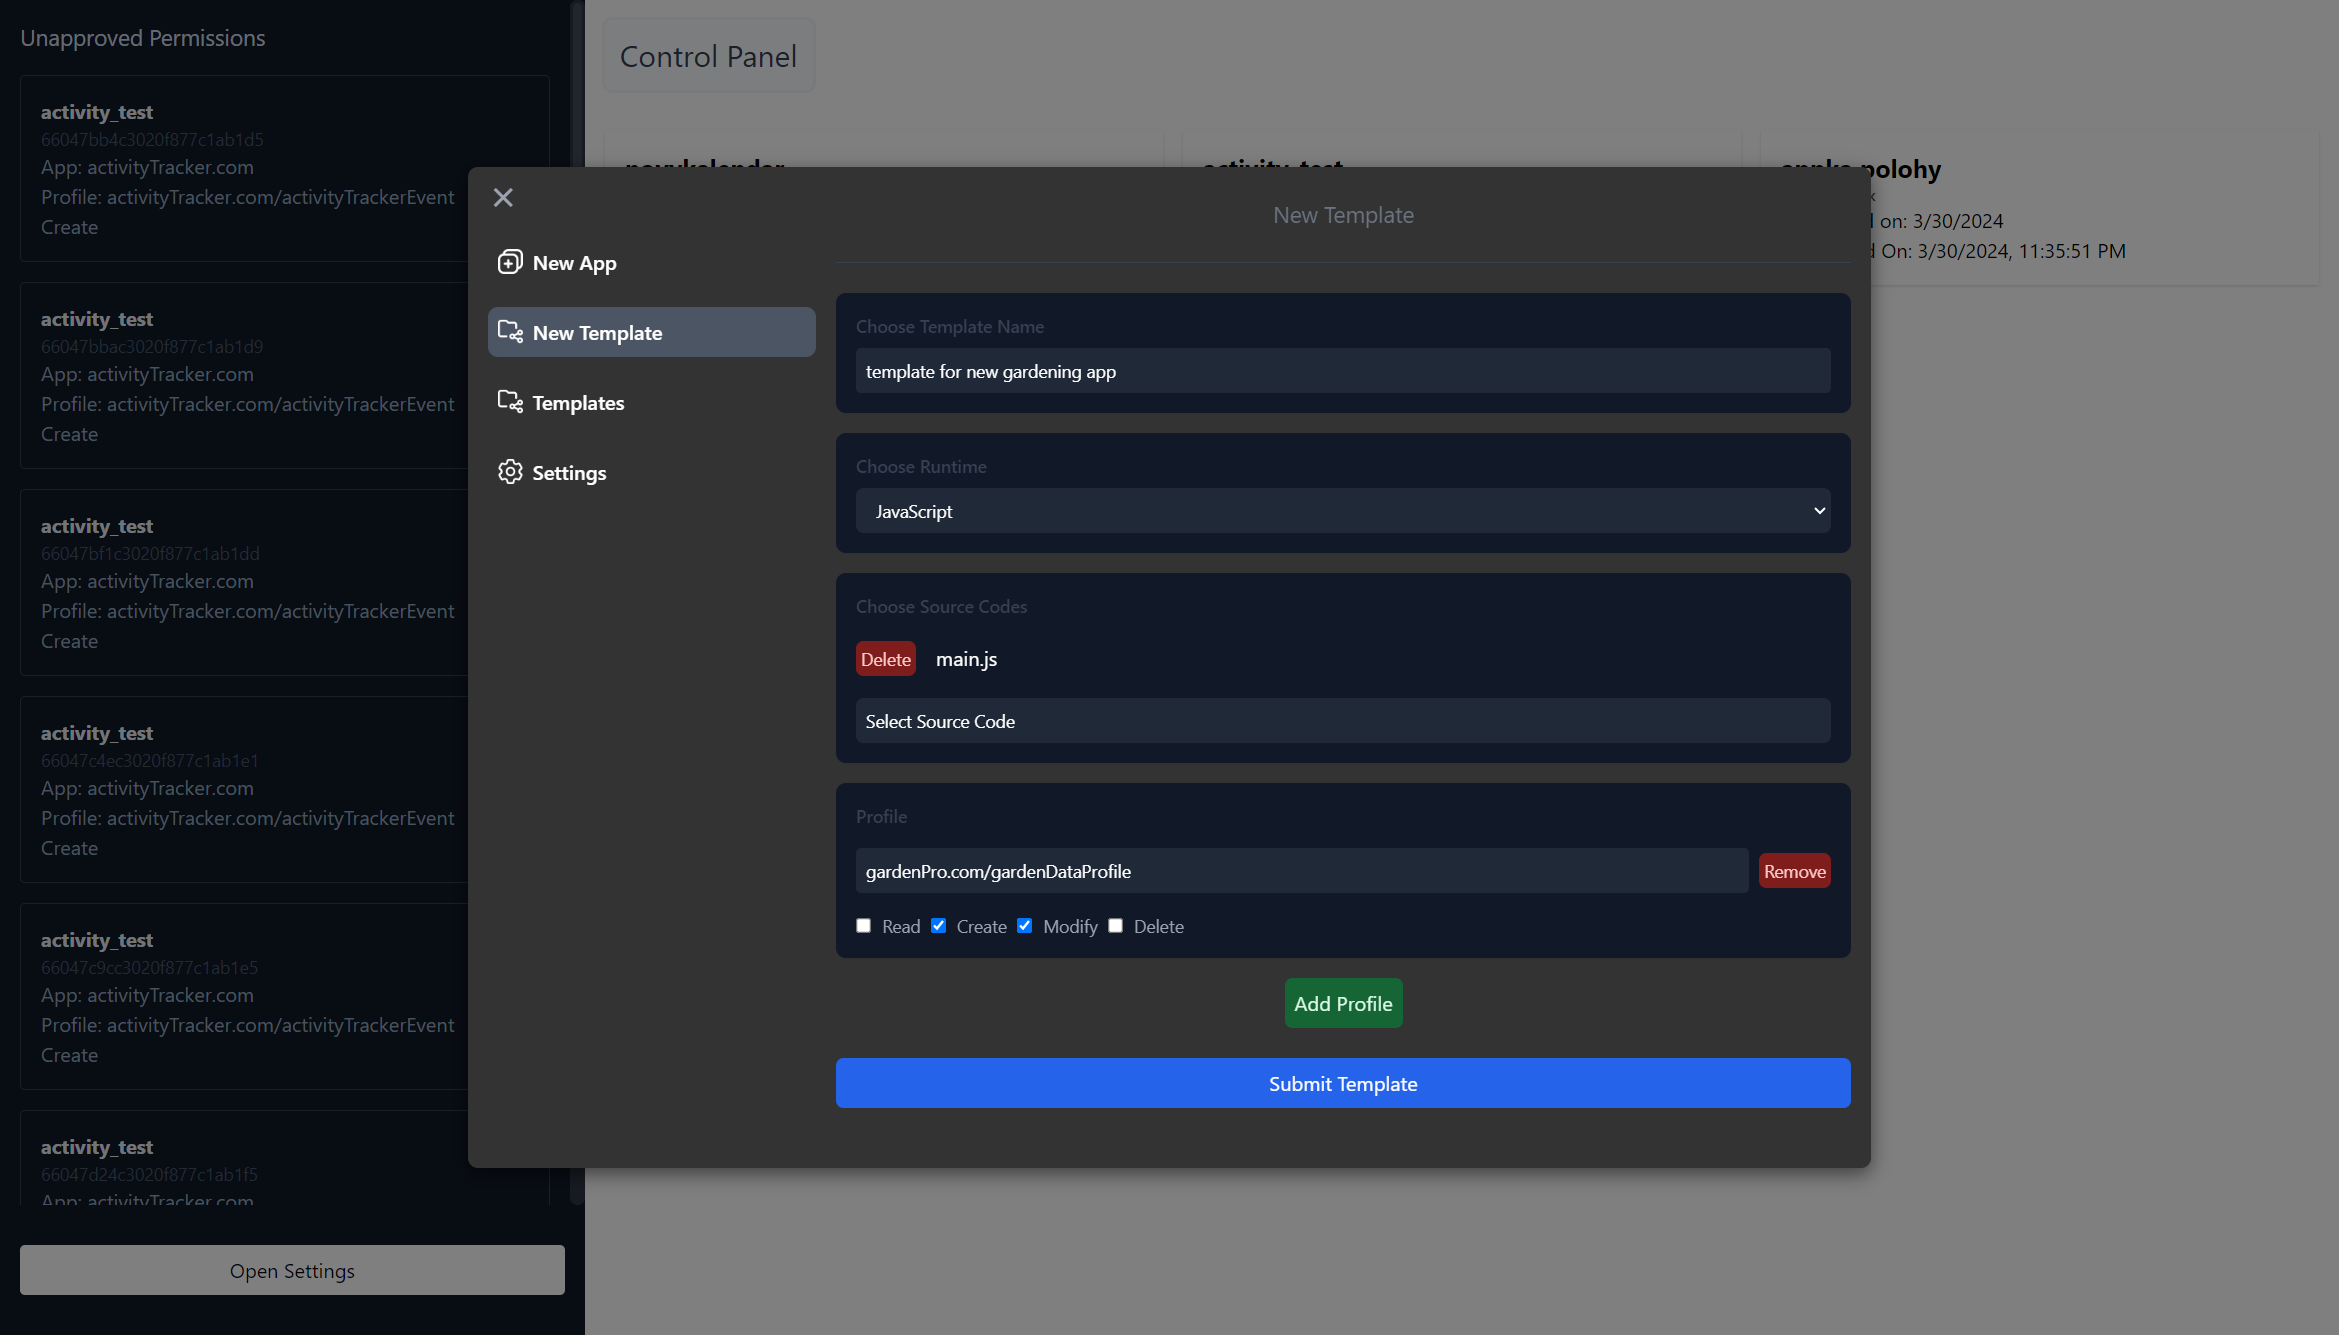 Unapproved Permissions
activity_test
66047bb4c3020f877c1ab1d5
App: activityTracker.com
Profile: activityTracker.com/activityTrackerEvent
Create
activity_test
66047bbac3020f877c1ab1d9
App: activityTracker.com
Profile: activityTracker.com/activityTrackerEvent
Create
activity_test
66047bf1c3020f877c1ab1dd
App: activityTracker.com
Profile: activityTracker.com/activityTrackerEvent
Create
activity_test
66047c4ec3020f877c1ab1e1
App: activityTracker.com
Profile: activityTracker.com/activityTrackerEvent
Create
activity_test
66047c9cc3020f877c1ab1e5
App: activityTracker.com
Profile: activityTracker.com/activityTrackerEvent
Create
activity_test
66047d24c3020f877c1ab1f5
App: activityTracker.com
Open Settings
Control Panel
activity_test
polohy
on: 3/30/2024
On: 3/30/2024, 11:35:51 PM
New App
New Template
Templates
Settings
New Template
Choose Template Name
template for new gardening app
Choose Runtime
JavaScript
Choose Source Codes
Delete main.js
Select Source Code
Profile
gardenPro.com/gardenDataProfile Remove
Read Create Modify Delete
Add Profile
Submit Template